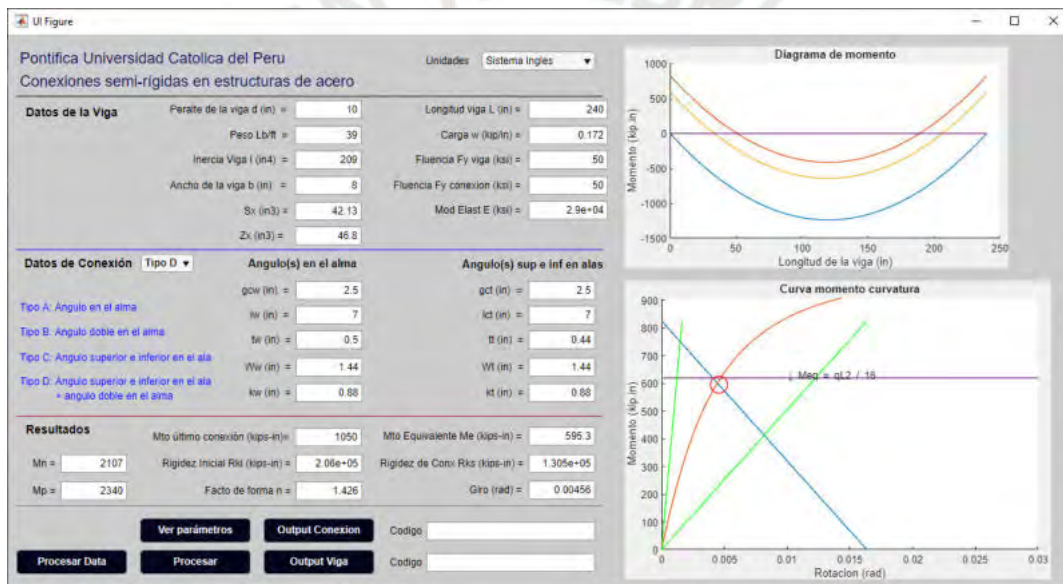 UI Figure
Pontifica Universidad Catolica del Peru
Conexiones semi-rígidas en estructuras de acero
Unidades Sistema Ingles
Datos de la Viga
Peralte de la viga d (in) = 10
Longitud viga L (in) = 240
Peso Lb/ft = 39
Carga w (kip/in) = 0.172
Inercia Viga I (in4) = 209
Fluencia Fy viga (ksi) = 50
Ancho de la viga b (in) = 8
Fluencia Fy conexion (ksi) = 50
Sx (in3) = 42.13
Mod Elast E (ksi) = 2.9e+04
Zx (in3) = 46.8
Datos de Conexión Tipo D
Angulo(s) en el alma
Angulo(s) sup e inf en alas
gcw (in) = 2.5
gct (in) = 2.5
Tipo A: Angulo en el alma
lw (in) = 7
lct (in) = 7
Tipo B: Angulo doble en el alma
tw (in) = 0.5
tt (in) = 0.44
Tipo C: Angulo superior e inferior en el ala
Ww (in) = 1.44
Wt (in) = 1.44
Tipo D: Angulo superior e inferior en el ala
+ angulo doble en el alma
kw (in) = 0.88
kt (in) = 0.88
Resultados
Mto último conexión (kips-in)= 1050
Mto Equivalente Me (kips-in) = 595.3
Mn = 2107
Rigidez Inicial Rki (kips-in) = 2.06e+05
Rigidez de Conx Rks (kips-in) = 1.305e+05
Mp = 2340
Facto de forma n = 1.426
Giro (rad) = 0.00456
Ver parámetros
Output Conexion
Codigo
Procesar Data
Procesar
Output Viga
Codigo
Diagrama de momento
Momento (kip.in)
1000
500
0
-500
-1000
-1500
0 50 100 150 200 250
Longitud de la viga (in)
Curva momento curvatura
Momento (kip.in)
900
800
700
600
500
400
300
200
100
0
↓ Meq = qL2 / 16
0 0.005 0.01 0.015 0.02 0.025 0.03
Rotacion (rad)